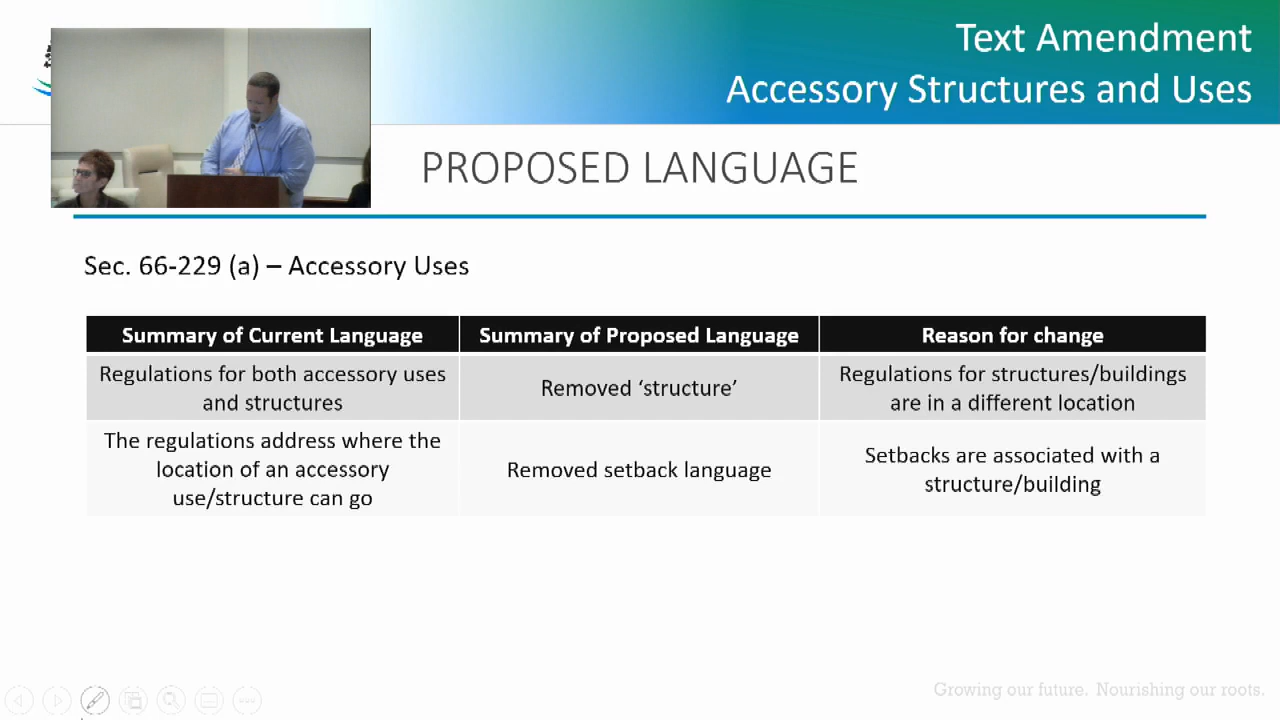 Text Amendment
Accessory Structures and Uses
PROPOSED LANGUAGE
Sec. 66-229 (a) – Accessory Uses
Summary of Current Language
Summary of Proposed Language
Reason for change
Regulations for both accessory uses
and structures
Removed ‘structure’
Regulations for structures/buildings
are in a different location
The regulations address where the
location of an accessory
use/structure can go
Removed setback language
Setbacks are associated with a
structure/building
Growing our future. Nourishing our roots.